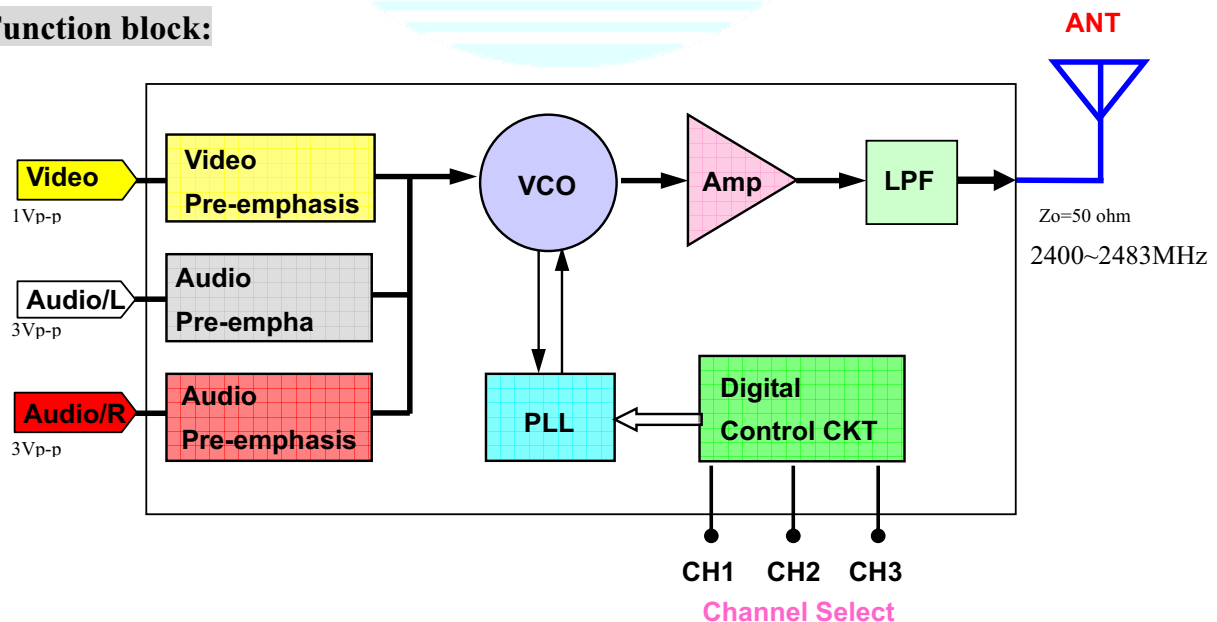 Function block:
ANT
Video
1Vp-p
Video
Pre-emphasis
VCO
Amp
LPF
Zo=50 ohm
2400~2483MHz
Audio/L
3Vp-p
Audio
Pre-empha
Audio/R
3Vp-p
Audio
Pre-emphasis
PLL
Digital
Control CKT
CH1 CH2 CH3
Channel Select